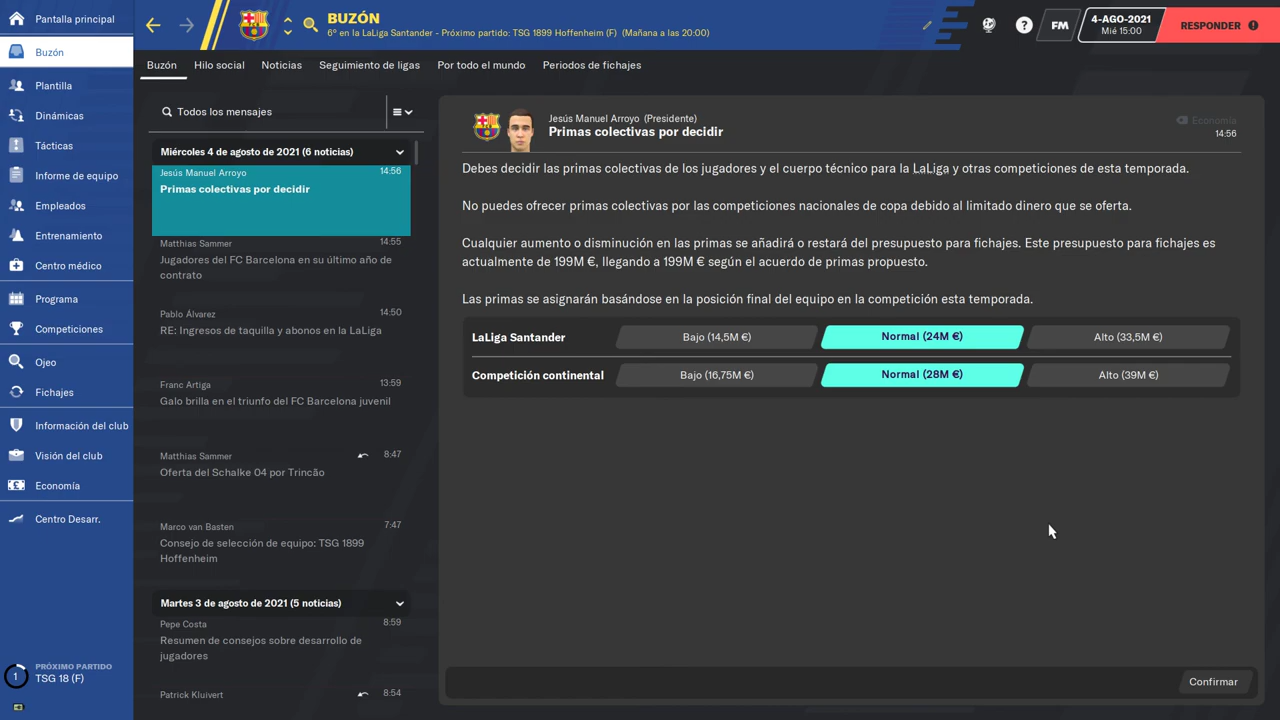 Pantalla principal
Buzón
Plantilla
Dinámicas
Tácticas
Informe de equipo
Empleados
Entrenamiento
Centro médico
Programa
Competiciones
Ojeo
Fichajes
Información del club
Visión del club
Economía
Centro Desarr.
1
PRÓXIMO PARTIDO
TSG 18 (F)
BUZÓN
6º en la LaLiga Santander - Próximo partido: TSG 1899 Hoffenheim (F) (Mañana a las 20:00)
?
FM
4-AGO-2021
Mié 15:00
RESPONDER
Buzón
Hilo social
Noticias
Seguimiento de ligas
Por todo el mundo
Periodos de fichajes
Todos los mensajes
Miércoles 4 de agosto de 2021 (6 noticias)
Jesús Manuel Arroyo 14:56
Primas colectivas por decidir
Matthias Sammer 14:55
Jugadores del FC Barcelona en su último año de
contrato
Pablo Álvarez 14:50
RE: Ingresos de taquilla y abonos en la LaLiga
Franc Artiga 13:59
Galo brilla en el triunfo del FC Barcelona juvenil
Matthias Sammer 8:47
Oferta del Schalke 04 por Trincão
Marco van Basten 7:47
Consejo de selección de equipo: TSG 1899
Hoffenheim
Martes 3 de agosto de 2021 (5 noticias)
Pepe Costa 8:59
Resumen de consejos sobre desarrollo de
jugadores
Patrick Kluivert 8:54
Jesús Manuel Arroyo (Presidente)
Primas colectivas por decidir
Economía
14:56
Debes decidir las primas colectivas de los jugadores y el cuerpo técnico para la LaLiga y otras competiciones de esta temporada.
No puedes ofrecer primas colectivas por las competiciones nacionales de copa debido al limitado dinero que se oferta.
Cualquier aumento o disminución en las primas se añadirá o restará del presupuesto para fichajes. Este presupuesto para fichajes es
actualmente de 199M €, llegando a 199M € según el acuerdo de primas propuesto.
Las primas se asignarán basándose en la posición final del equipo en la competición esta temporada.
LaLiga Santander Bajo (14,5M €) Normal (24M €) Alto (33,5M €)
Competición continental Bajo (16,75M €) Normal (28M €) Alto (39M €)
Confirmar